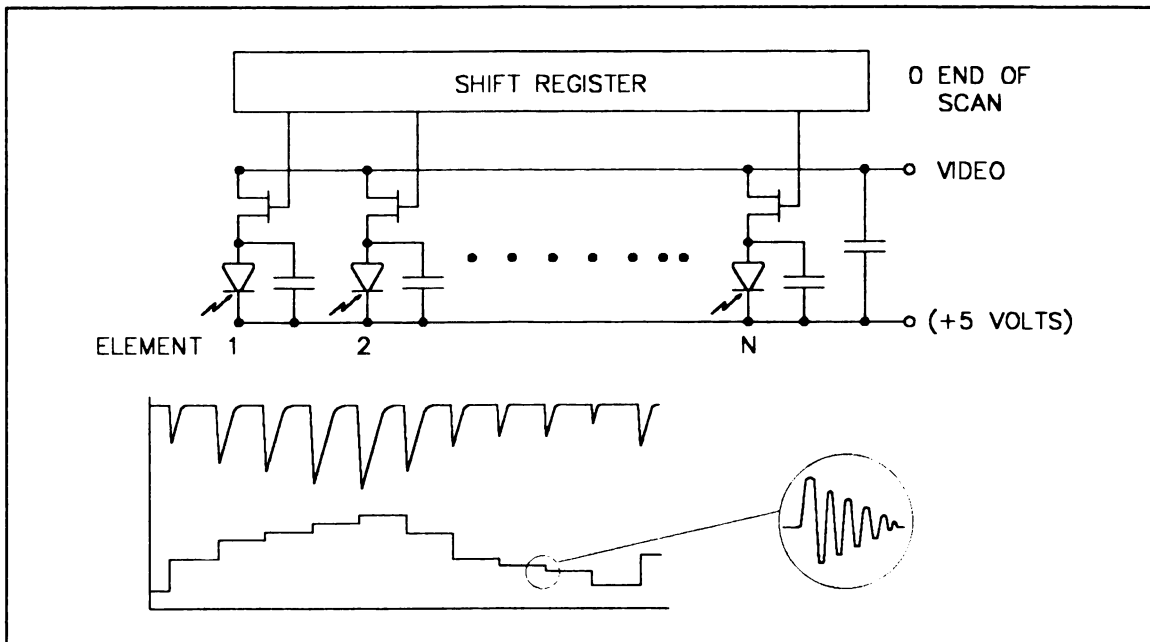 SHIFT REGISTER
O END OF
SCAN
VIDEO
(+5 VOLTS)
ELEMENT 1 2 N